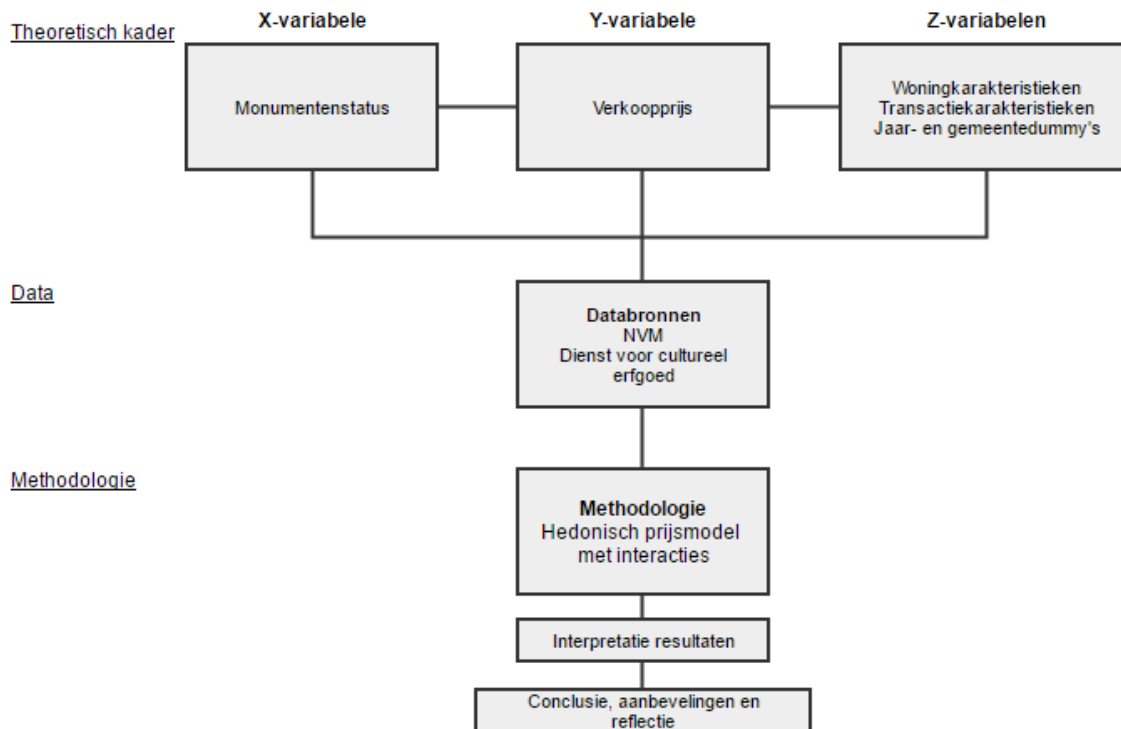 Theoretisch kader
X-variabele
Y-variabele
Z-variabelen
Monumentenstatus
Verkoopprijs
Woningkarakteristieken
Transactiekarakteristieken
Jaar- en gemeentedummy's
Data
Databronnen
NVM
Dienst voor cultureel
erfgoed
Methodologie
Methodologie
Hedonisch prijsmodel
met interacties
Interpretatie resultaten
Conclusie, aanbevelingen en
reflectie